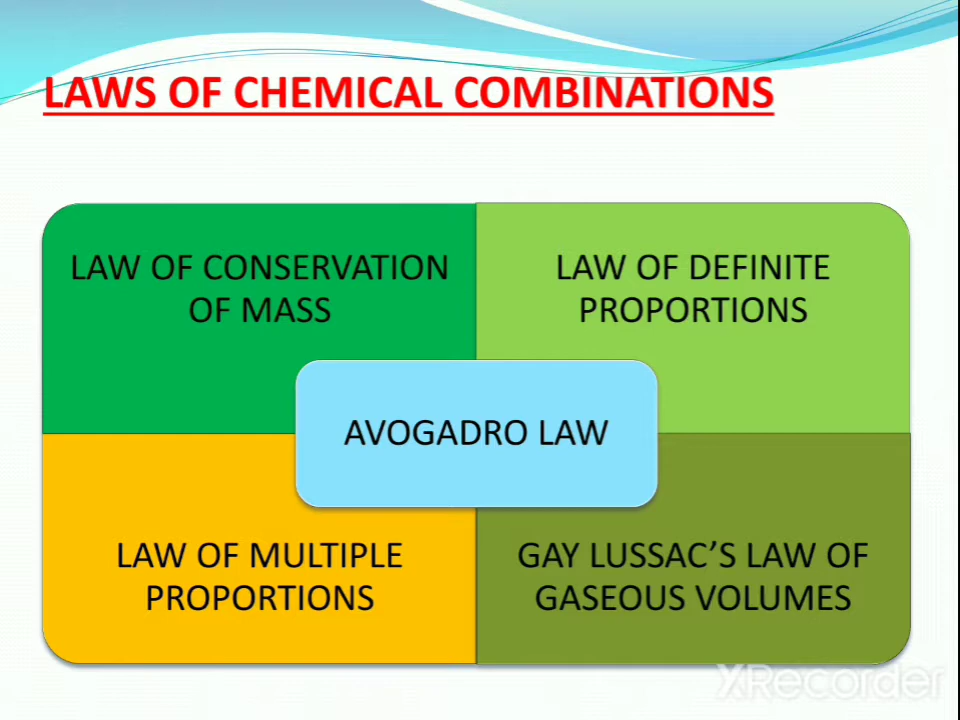 LAWS OF CHEMICAL COMBINATIONS
LAW OF CONSERVATION
OF MASS
LAW OF DEFINITE
PROPORTIONS
AVOGADRO LAW
LAW OF MULTIPLE
PROPORTIONS
GAY LUSSAC’S LAW OF
GASEOUS VOLUMES
XRecorder